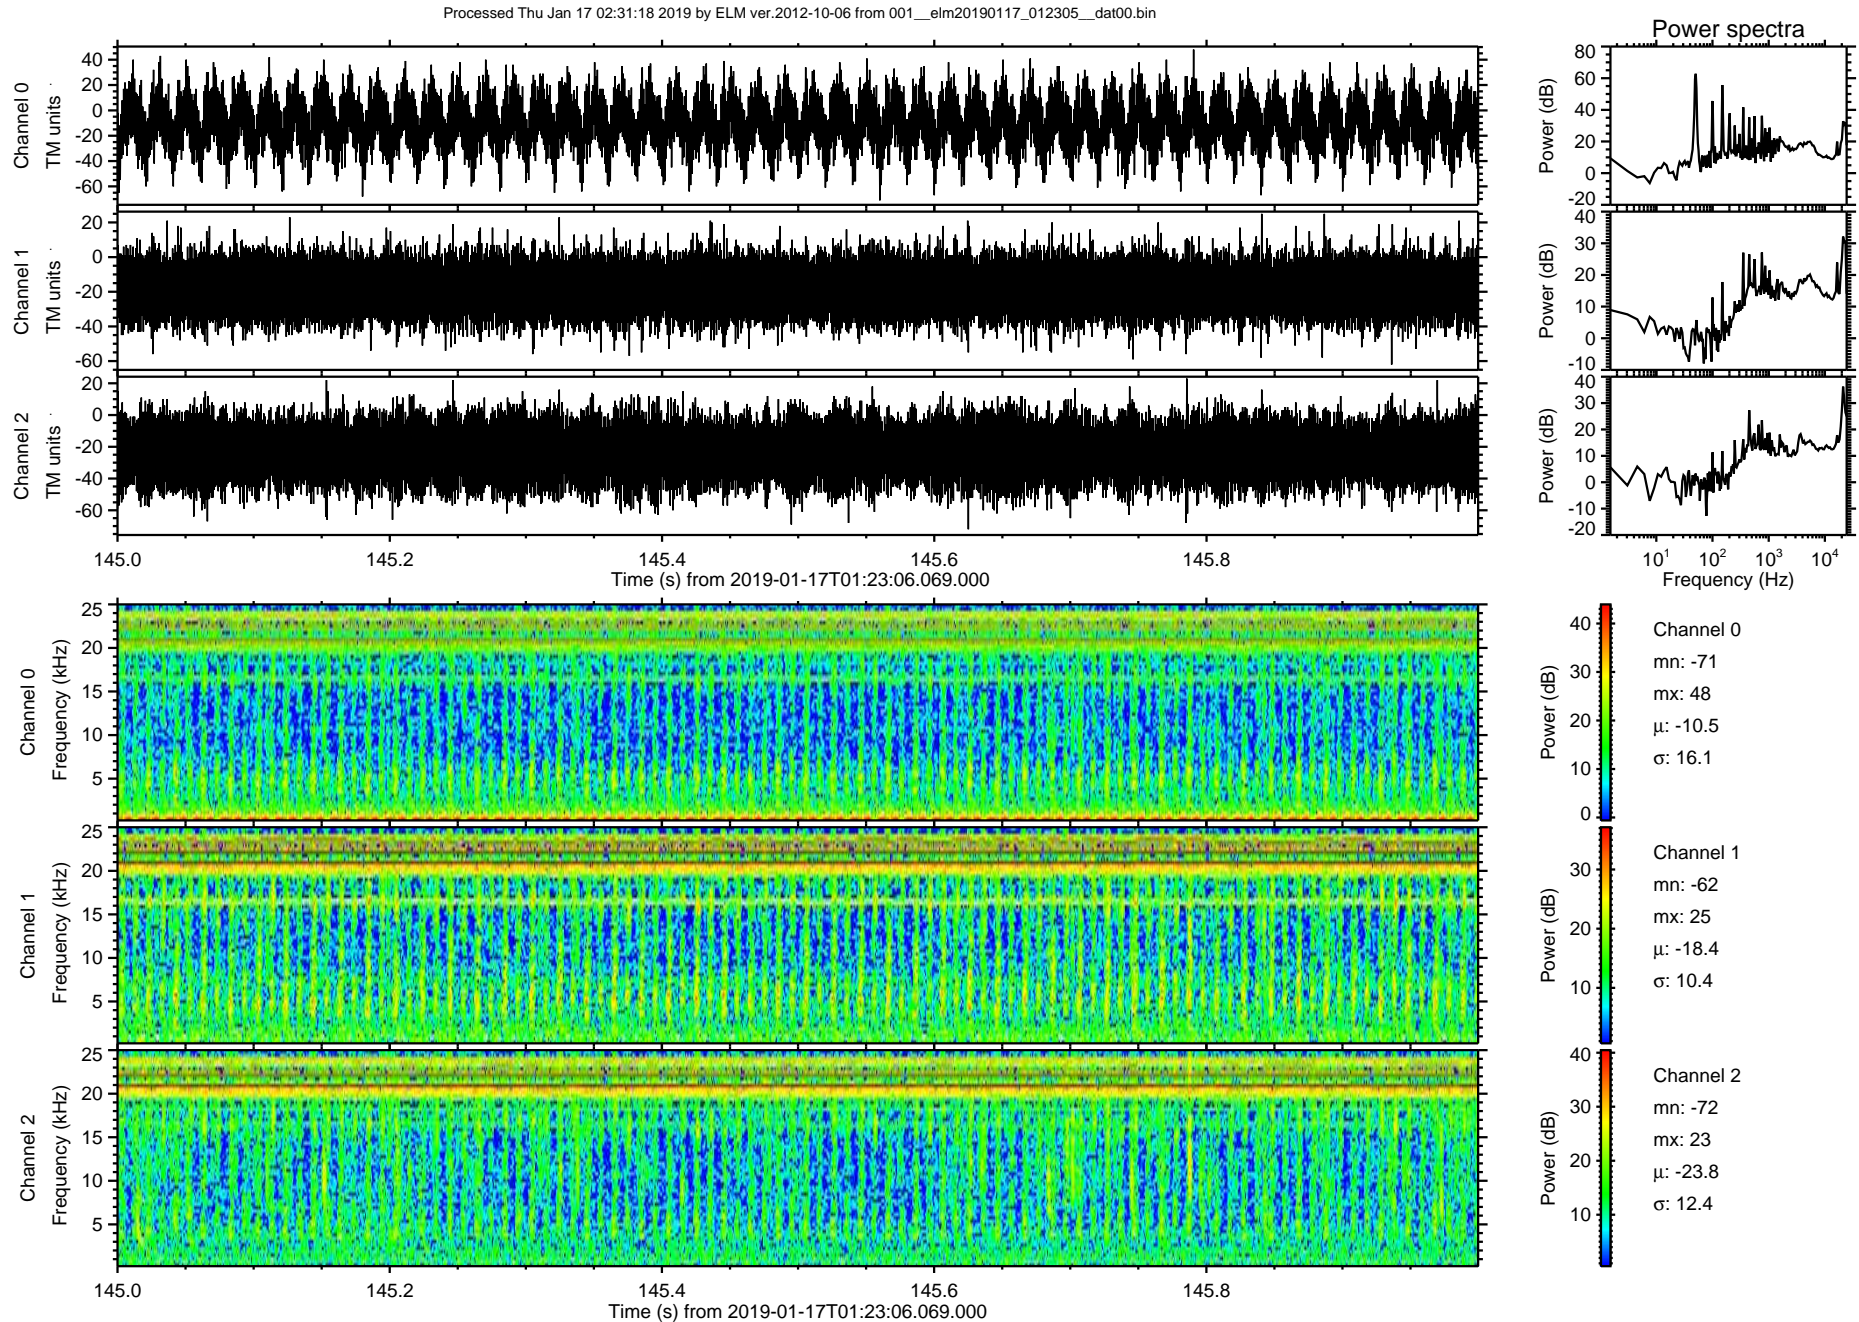 Processed Thu Jan 17 02:31:18 2019 by ELM ver.2012-10-06 from 001__elm20190117_012305__dat00.bin
Power spectra
Channel 0
TM units
40
20
0
-20
-40
-60
Power (dB)
80
60
40
20
0
-20
Channel 1
TM units
20
0
-20
-40
-60
Power (dB)
40
30
20
10
0
-10
Channel 2
TM units
20
0
-20
-40
-60
Power (dB)
40
30
20
10
0
-10
-20
145.0 145.2 145.4 145.6 145.8
Time (s) from 2019-01-17T01:23:06.069.000
10^1 10^2 10^3 10^4
Frequency (Hz)
Channel 0
Frequency (kHz)
25
20
15
10
5
Power (dB)
40
30
20
10
0
Channel 0
mn: -71
mx: 48
μ: -10.5
σ: 16.1
Channel 1
Frequency (kHz)
25
20
15
10
5
Power (dB)
30
20
10
Channel 1
mn: -62
mx: 25
μ: -18.4
σ: 10.4
Channel 2
Frequency (kHz)
25
20
15
10
5
Power (dB)
40
30
20
10
Channel 2
mn: -72
mx: 23
μ: -23.8
σ: 12.4
145.0 145.2 145.4 145.6 145.8
Time (s) from 2019-01-17T01:23:06.069.000